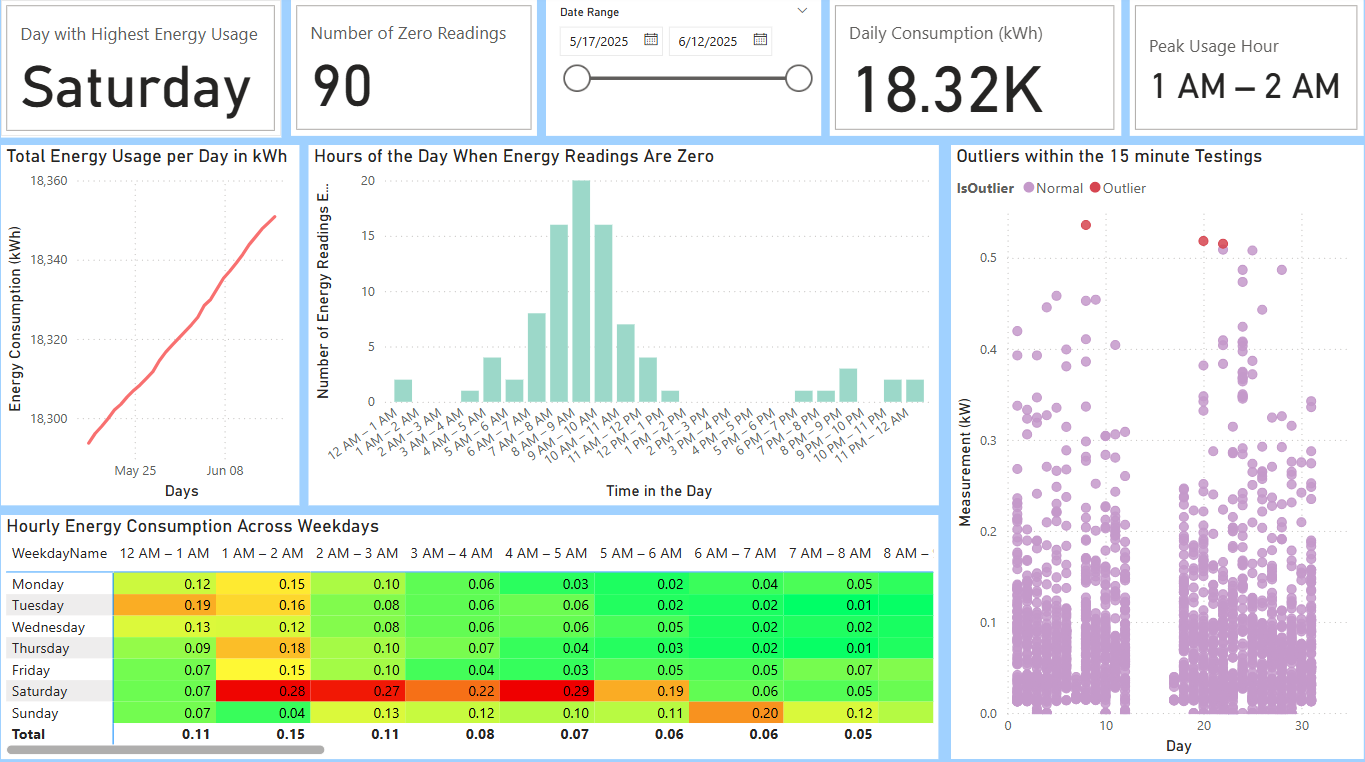 Day with Highest Energy Usage
Saturday
Number of Zero Readings
90
Date Range
5/17/2025 6/12/2025
Daily Consumption (kWh)
18.32K
Peak Usage Hour
1 AM – 2 AM
Total Energy Usage per Day in kWh
Energy Consumption (kWh)
18,360
18,340
18,320
18,300
May 25 Jun 08
Days
Hours of the Day When Energy Readings Are Zero
Number of Energy Readings E...
20
15
10
5
0
12 AM – 1 AM
1 AM – 2 AM
2 AM – 3 AM
3 AM – 4 AM
4 AM – 5 AM
5 AM – 6 AM
6 AM – 7 AM
7 AM – 8 AM
8 AM – 9 AM
9 AM – 10 AM
10 AM – 11 AM
11 AM – 12 PM
12 PM – 1 PM
1 PM – 2 PM
2 PM – 3 PM
3 PM – 4 PM
4 PM – 5 PM
5 PM – 6 PM
6 PM – 7 PM
7 PM – 8 PM
8 PM – 9 PM
9 PM – 10 PM
10 PM – 11 PM
11 PM – 12 AM
Time in the Day
Outliers within the 15 minute Testings
IsOutlier Normal Outlier
Measurement (kW)
0.5
0.4
0.3
0.2
0.1
0.0
0 10 20 30
Day
Hourly Energy Consumption Across Weekdays
WeekdayName 12 AM – 1 AM 1 AM – 2 AM 2 AM – 3 AM 3 AM – 4 AM 4 AM – 5 AM 5 AM – 6 AM 6 AM – 7 AM 7 AM – 8 AM 8 AM –
Monday 0.12 0.15 0.10 0.06 0.03 0.02 0.04 0.05
Tuesday 0.19 0.16 0.08 0.06 0.06 0.02 0.02 0.01
Wednesday 0.13 0.12 0.08 0.06 0.06 0.05 0.02 0.02
Thursday 0.09 0.18 0.10 0.07 0.04 0.03 0.02 0.01
Friday 0.07 0.15 0.10 0.04 0.03 0.05 0.05 0.07
Saturday 0.07 0.28 0.27 0.22 0.29 0.19 0.06 0.05
Sunday 0.07 0.04 0.13 0.12 0.10 0.11 0.20 0.12
Total 0.11 0.15 0.11 0.08 0.07 0.06 0.06 0.05